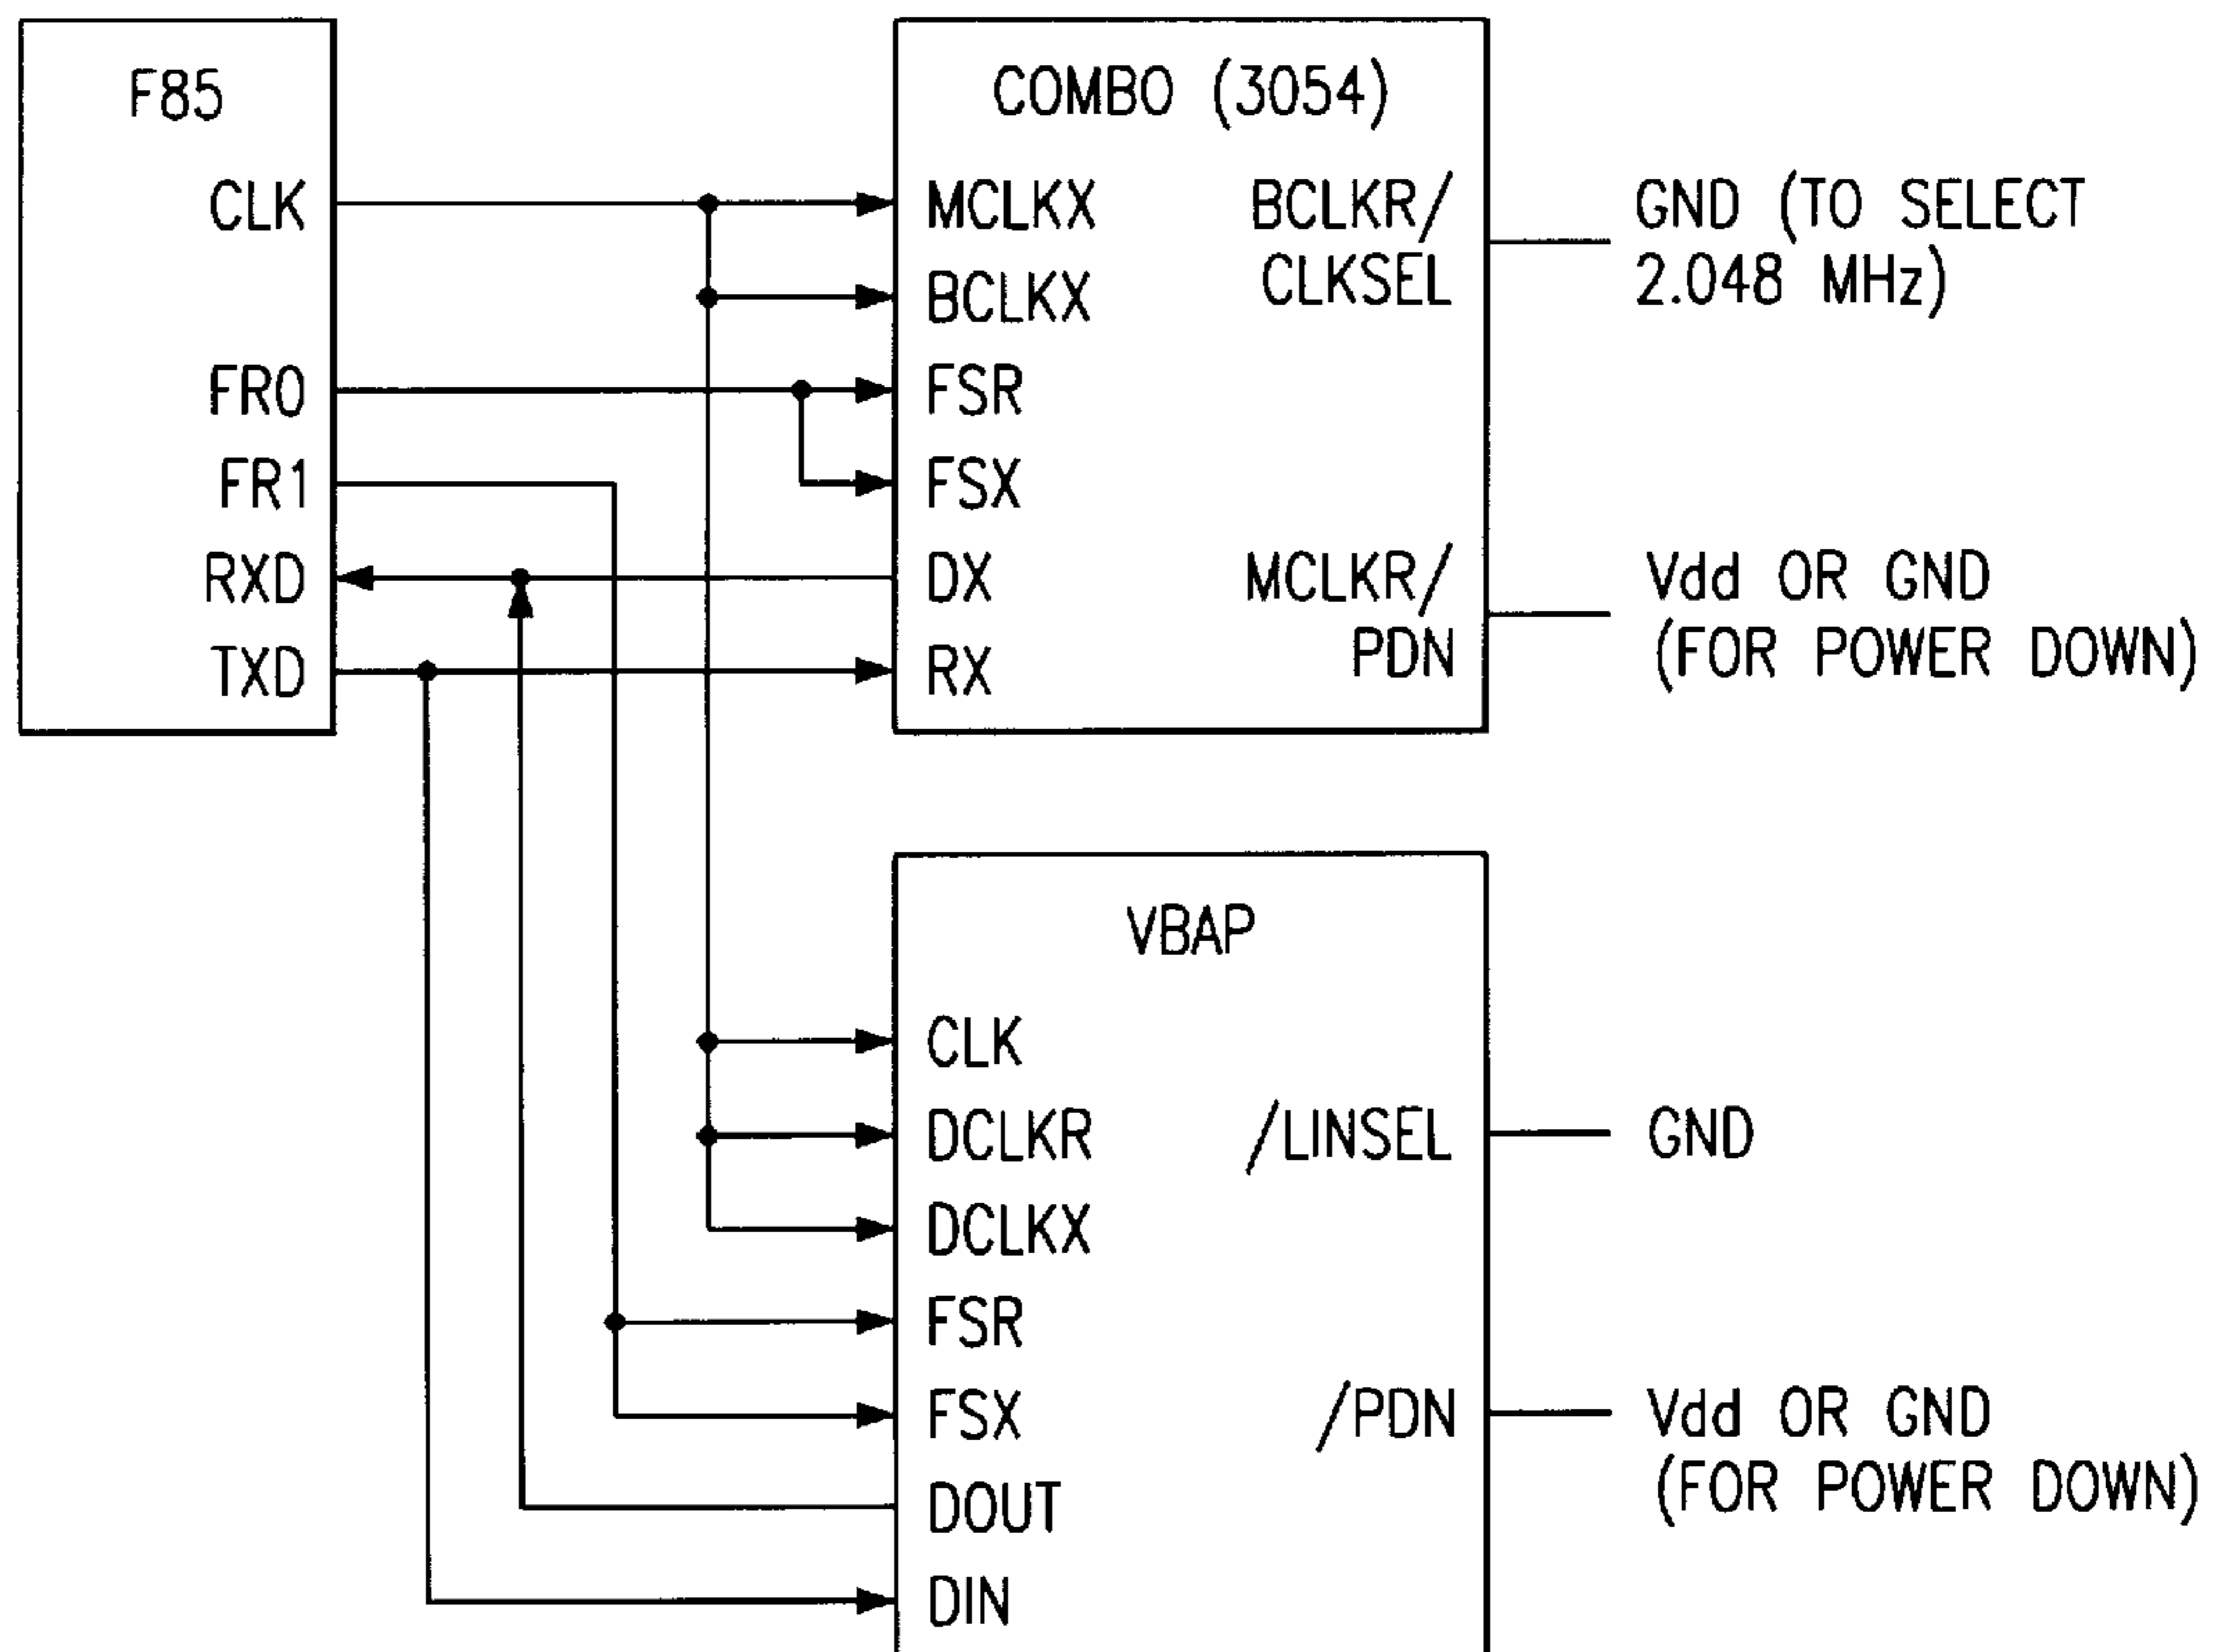 F85
CLK
FR0
FR1
RXD
TXD
COMBO (3054)
MCLKX
BCLKX
FSR
FSX
DX
RX
BCLKR/
CLKSEL
MCLKR/
PDN
GND (TO SELECT
2.048 MHz)
Vdd OR GND
(FOR POWER DOWN)
VBAP
CLK
DCLKR
DCLKX
FSR
FSX
DOUT
DIN
/LINSEL
/PDN
GND
Vdd OR GND
(FOR POWER DOWN)